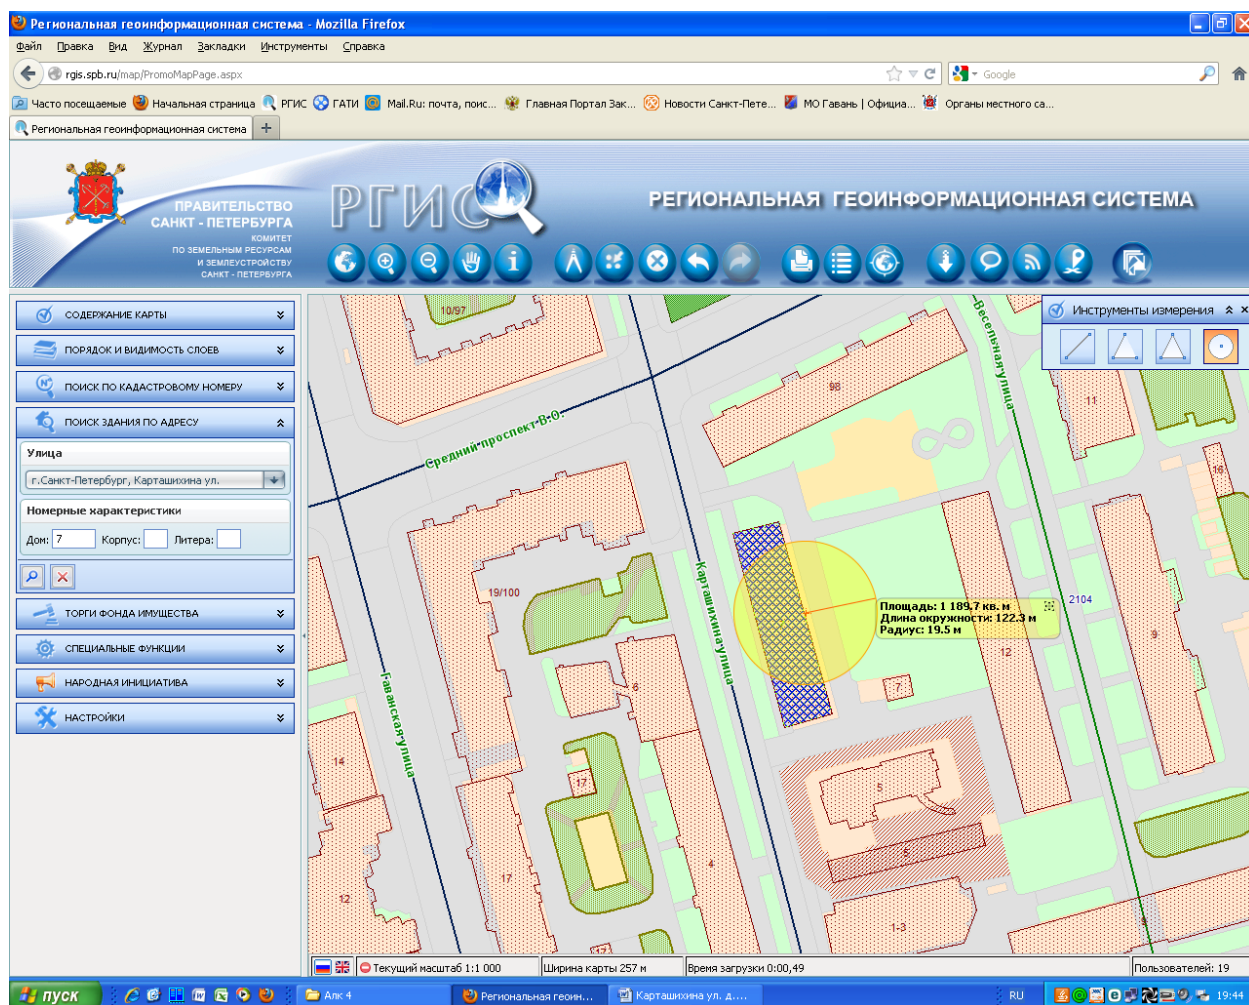 Региональная геоинформационная система - Mozilla Firefox
Файл Правка Вид Журнал Закладки Инструменты Справка
rgis.spb.ru/map/PromoMapPage.aspx
Google
Часто посещаемые Начальная страница РГИС ГАТИ Mail.Ru: почта, поис... Главная Портал Зак... Новости Санкт-Пете... МО Гавань | Официа... Органы местного са...
Региональная геоинформационная система
ПРАВИТЕЛЬСТВО
САНКТ - ПЕТЕРБУРГА
КОМИТЕТ
ПО ЗЕМЕЛЬНЫМ РЕСУРСАМ
И ЗЕМЛЕУСТРОЙСТВУ
САНКТ - ПЕТЕРБУРГА
РГИС
РЕГИОНАЛЬНАЯ ГЕОИНФОРМАЦИОННАЯ СИСТЕМА
СОДЕРЖАНИЕ КАРТЫ
ПОРЯДОК И ВИДИМОСТЬ СЛОЕВ
ПОИСК ПО КАДАСТРОВОМУ НОМЕРУ
ПОИСК ЗДАНИЯ ПО АДРЕСУ
Улица
г.Санкт-Петербург, Карташихина ул.
Номерные характеристики
Дом: 7 Корпус: Литера:
ТОРГИ ФОНДА ИМУЩЕСТВА
СПЕЦИАЛЬНЫЕ ФУНКЦИИ
НАРОДНАЯ ИНИЦИАТИВА
НАСТРОЙКИ
Инструменты измерения
10/97
98
11
16
Средний проспект В.О.
Весельная улица
Карташихина улица
Гаванская улица
19/100
Площадь: 1 189.7 кв. м
Длина окружности: 122.3 м
Радиус: 19.5 м
2104
12
9
6
7
14
17
5
5
4
12
17
1-3
9
17
Текущий масштаб 1:1 000
Ширина карты 257 м
Время загрузки 0:00,49
Пользователей: 19
пуск
Алк 4
Региональная геоин...
Карташихина ул. д....
RU
19:44